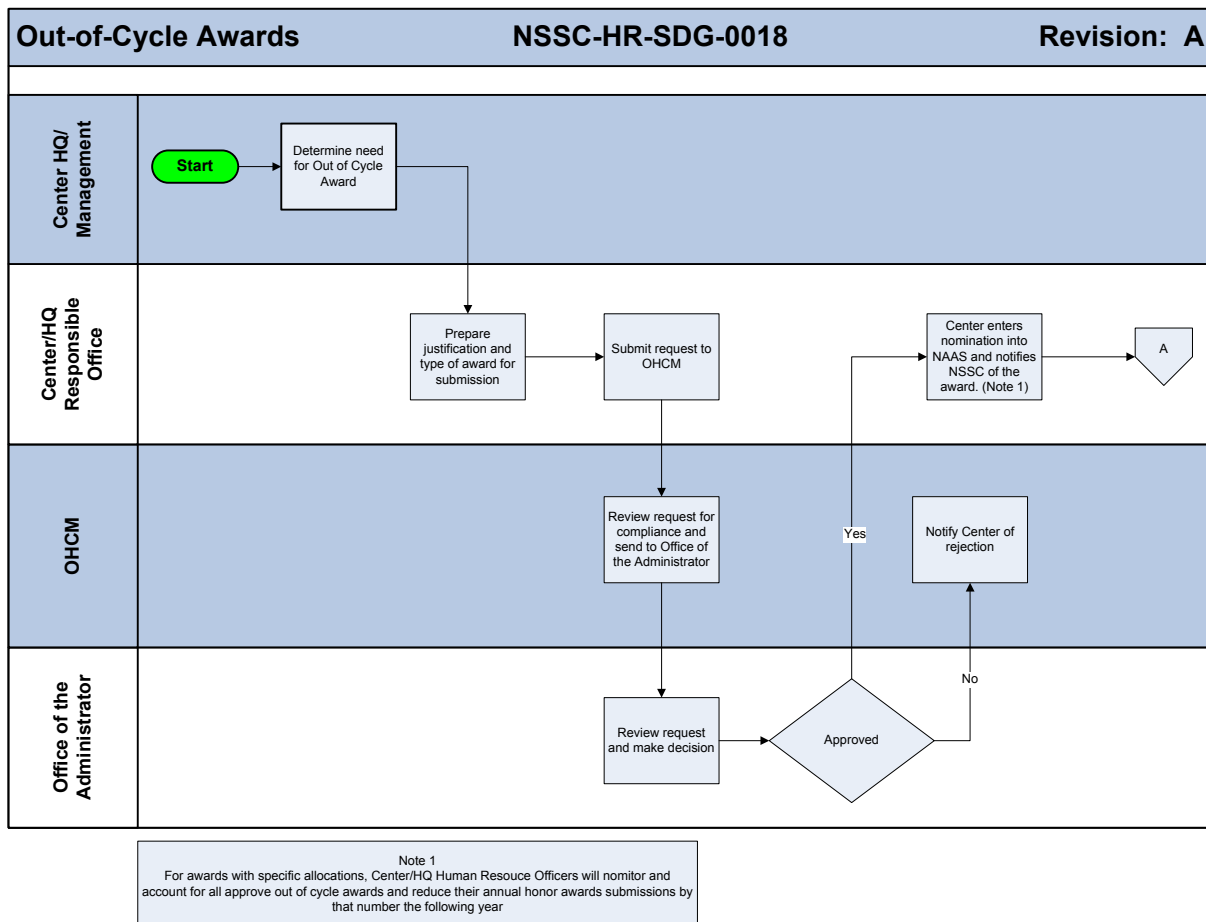 Out-of-Cycle Awards NSSC-HR-SDG-0018 Revision: A
Center HQ/
Management
Start
Determine need
for Out of Cycle
Award
Center/HQ
Responsible
Office
Prepare
justification and
type of award for
submission
Submit request to
OHCM
Center enters
nomination into
NAAS and notifies
NSSC of the
award. (Note 1)
A
OHCM
Review request for
compliance and
send to Office of
the Administrator
Yes
Notify Center of
rejection
Office of the
Administrator
Review request
and make decision
Approved
No
Note 1
For awards with specific allocations, Center/HQ Human Resouce Officers will nomitor and
account for all approve out of cycle awards and reduce their annual honor awards submissions by
that number the following year